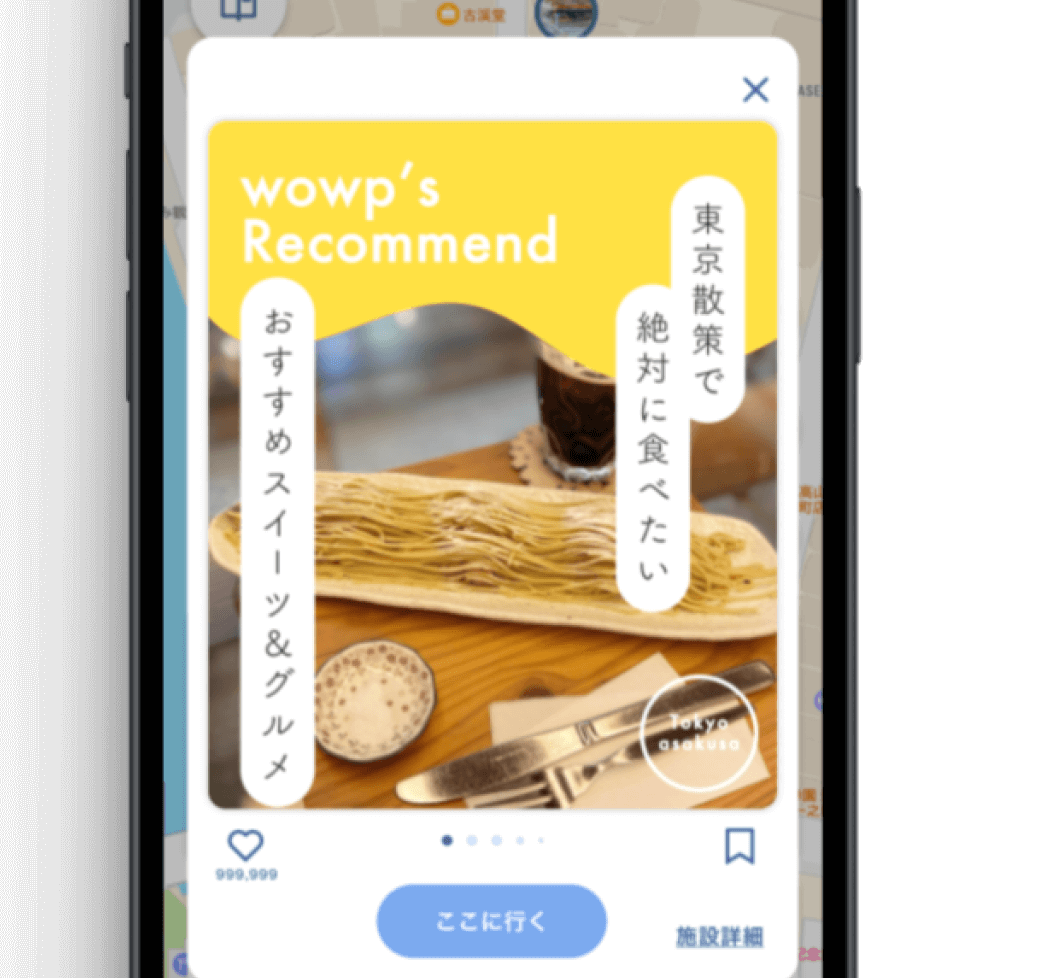 古渓堂
wowp's
Recommend
東京散策で
絶対に食べたい
おすすめスイーツ&グルメ
Tokyo
asakusa
999,999
ここに行く
施設詳細